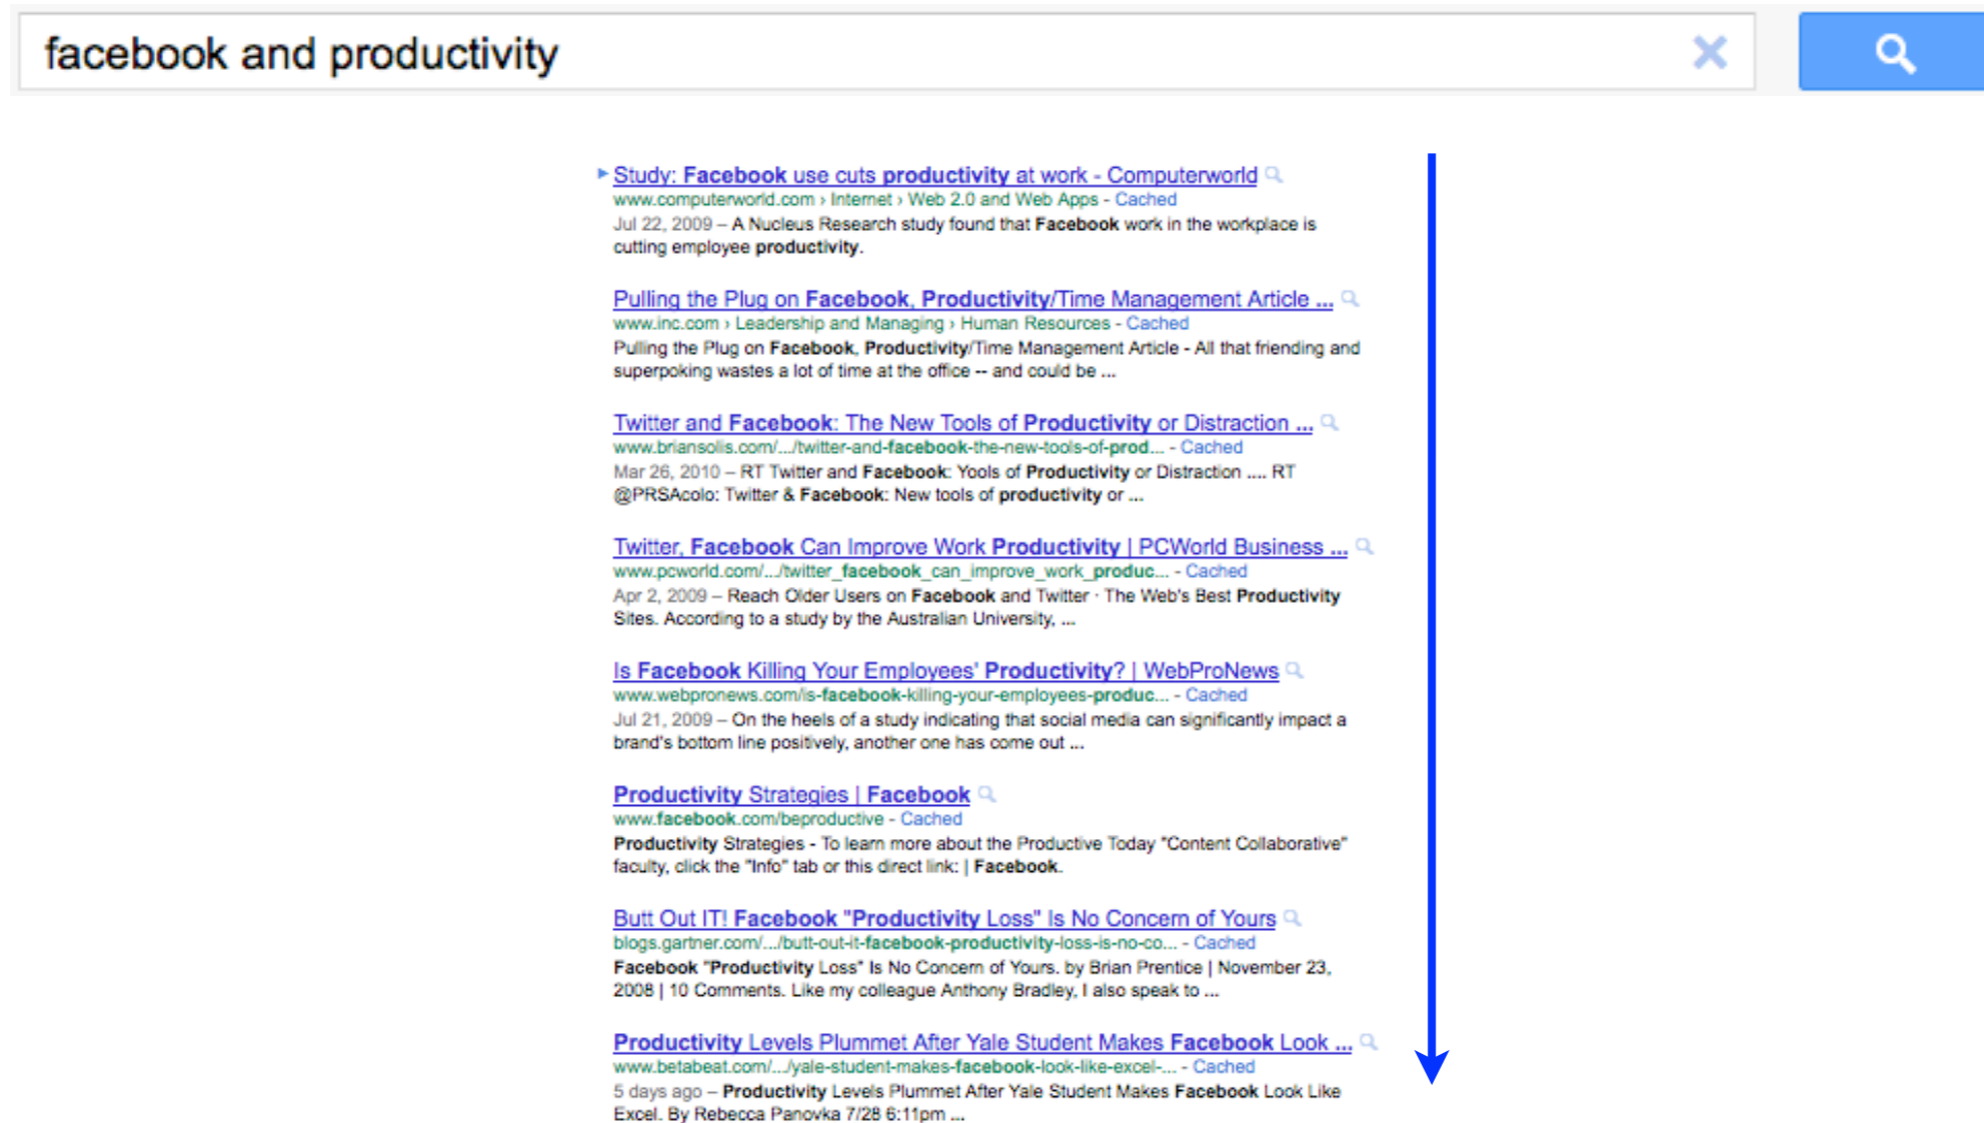 facebook and productivity
Study: Facebook use cuts productivity at work - Computerworld
www.computerworld.com › Internet › Web 2.0 and Web Apps - Cached
Jul 22, 2009 – A Nucleus Research study found that Facebook work in the workplace is
cutting employee productivity.
Pulling the Plug on Facebook, Productivity/Time Management Article ...
www.inc.com › Leadership and Managing › Human Resources - Cached
Pulling the Plug on Facebook, Productivity/Time Management Article - All that friending and
superpoking wastes a lot of time at the office -- and could be ...
Twitter and Facebook: The New Tools of Productivity or Distraction ...
www.briansolis.com/.../twitter-and-facebook-the-new-tools-of-prod... - Cached
Mar 26, 2010 – RT Twitter and Facebook: Yools of Productivity or Distraction .... RT
@PRSAcolo: Twitter & Facebook: New tools of productivity or ...
Twitter, Facebook Can Improve Work Productivity | PCWorld Business ...
www.pcworld.com/.../twitter_facebook_can_improve_work_produc... - Cached
Apr 2, 2009 – Reach Older Users on Facebook and Twitter · The Web's Best Productivity
Sites. According to a study by the Australian University, ...
Is Facebook Killing Your Employees' Productivity? | WebProNews
www.webpronews.com/is-facebook-killing-your-employees-produc... - Cached
Jul 21, 2009 – On the heels of a study indicating that social media can significantly impact a
brand's bottom line positively, another one has come out ...
Productivity Strategies | Facebook
www.facebook.com/beproductive - Cached
Productivity Strategies - To learn more about the Productive Today "Content Collaborative"
faculty, click the "Info" tab or this direct link: | Facebook.
Butt Out IT! Facebook "Productivity Loss" Is No Concern of Yours
blogs.gartner.com/.../butt-out-it-facebook-productivity-loss-is-no-co... - Cached
Facebook "Productivity Loss" Is No Concern of Yours. by Brian Prentice | November 23,
2008 | 10 Comments. Like my colleague Anthony Bradley, I also speak to ...
Productivity Levels Plummet After Yale Student Makes Facebook Look ...
www.betabeat.com/.../yale-student-makes-facebook-look-like-excel-... - Cached
5 days ago – Productivity Levels Plummet After Yale Student Makes Facebook Look Like
Excel. By Rebecca Panovka 7/28 6:11pm ...